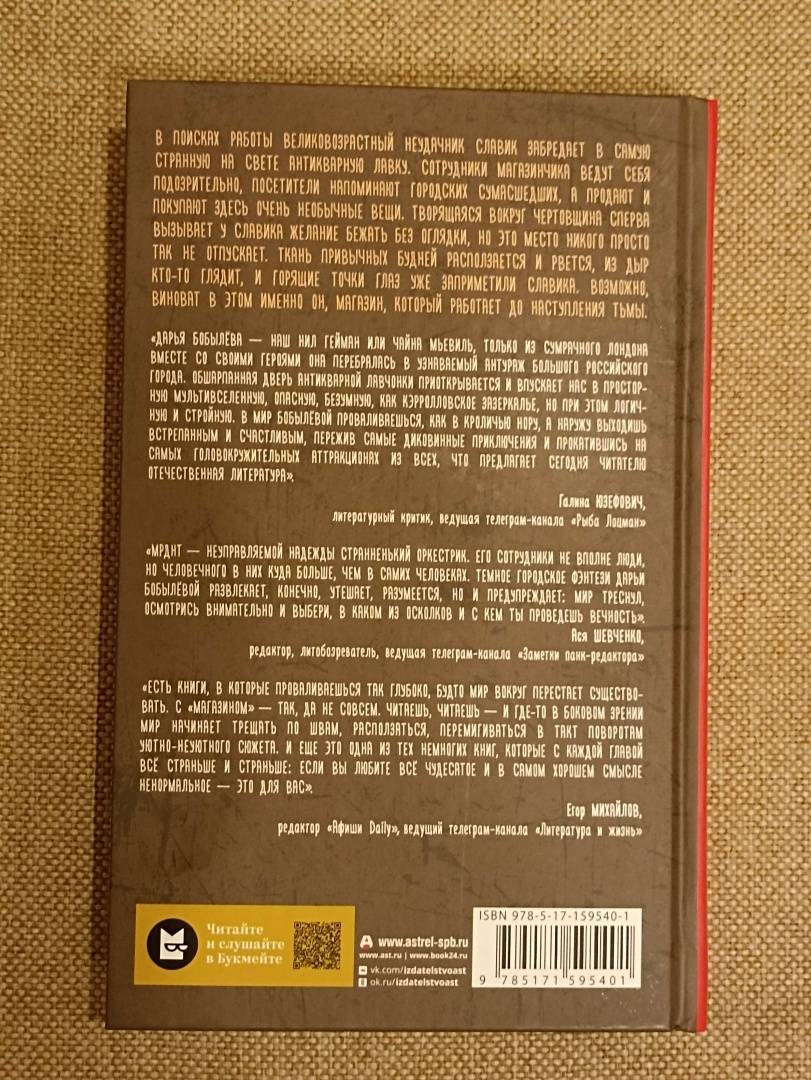 В ПОИСКАХ РАБОТЫ ВЕЛИКОВОЗРАСТНЫЙ НЕУДАЧНИК СЛАВИК ЗАБРЕДАЕТ В САМУЮ
СТРАННУЮ НА СВЕТЕ АНТИКВАРНУЮ ЛАВКУ. СОТРУДНИКИ МАГАЗИНЧИКА ВЕДУТ СЕБЯ
ПОДОЗРИТЕЛЬНО, ПОСЕТИТЕЛИ НАПОМИНАЮТ ГОРОДСКИХ СУМАСШЕДШИХ, А ПРОДАЮТ И
ПОКУПАЮТ ЗДЕСЬ ОЧЕНЬ НЕОБЫЧНЫЕ ВЕЩИ. ТВОРЯЩАЯСЯ ВОКРУГ ЧЕРТОВЩИНА СПЕРВА
ВЫЗЫВАЕТ У СЛАВИКА ЖЕЛАНИЕ БЕЖАТЬ БЕЗ ОГЛЯДКИ, НО ЭТО МЕСТО НИКОГО ПРОСТО
ТАК НЕ ОТПУСКАЕТ. ТКАНЬ ПРИВЫЧНЫХ БУДНЕЙ РАСПОЛЗАЕТСЯ И РВЕТСЯ, ИЗ ДЫР
КТО-ТО ГЛЯДИТ, И ГОРЯЩИЕ ТОЧКИ ГЛАЗ УЖЕ ЗАПРИМЕТИЛИ СЛАВИКА. ВОЗМОЖНО,
ВИНОВАТ В ЭТОМ ИМЕННО ОН, МАГАЗИН, КОТОРЫЙ РАБОТАЕТ ДО НАСТУПЛЕНИЯ ТЬМЫ.
«ДАРЬЯ БОБЫЛЁВА — НАШ НИЛ ГЕЙМАН ИЛИ ЧАЙНА МЬЕВИЛЬ, ТОЛЬКО ИЗ СУМРАЧНОГО ЛОНДОНА
ВМЕСТЕ СО СВОИМИ ГЕРОЯМИ ОНА ПЕРЕБРАЛАСЬ В УЗНАВАЕМЫЙ АНТУРАЖ БОЛЬШОГО РОССИЙСКОГО
ГОРОДА. ОБШАРПАННАЯ ДВЕРЬ АНТИКВАРНОЙ ЛАВЧОНКИ ПРИОТКРЫВАЕТСЯ И ВПУСКАЕТ НАС В ПРОСТОР-
НУЮ МУЛЬТИВСЕЛЕННУЮ, ОПАСНУЮ, БЕЗУМНУЮ, КАК КЭРРОЛЛОВСКОЕ ЗАЗЕРКАЛЬЕ, НО ПРИ ЭТОМ ЛОГИЧ-
НУЮ И СТРОЙНУЮ. В МИР БОБЫЛЁВОЙ ПРОВАЛИВАЕШЬСЯ, КАК В КРОЛИЧЬЮ НОРУ, А НАРУЖУ ВЫХОДИШЬ
ВСТРЕПАННЫМ И СЧАСТЛИВЫМ, ПЕРЕЖИВ САМЫЕ ДИКОВИННЫЕ ПРИКЛЮЧЕНИЯ И ПРОКАТИВШИСЬ НА
САМЫХ ГОЛОВОКРУЖИТЕЛЬНЫХ АТТРАКЦИОНАХ ИЗ ВСЕХ, ЧТО ПРЕДЛАГАЕТ СЕГОДНЯ ЧИТАТЕЛЮ
ОТЕЧЕСТВЕННАЯ ЛИТЕРАТУРА».
Галина ЮЗЕФОВИЧ,
литературный критик, ведущая телеграм-канала «Рыба Лоцман»
«МРДНТ — НЕУПРАВЛЯЕМОЙ НАДЕЖДЫ СТРАННЕНЬКИЙ ОРКЕСТРИК. ЕГО СОТРУДНИКИ НЕ ВПОЛНЕ ЛЮДИ,
НО ЧЕЛОВЕЧНОГО В НИХ КУДА БОЛЬШЕ, ЧЕМ В САМИХ ЧЕЛОВЕКАХ. ТЕМНОЕ ГОРОДСКОЕ ФЭНТЕЗИ ДАРЬИ
БОБЫЛЁВОЙ РАЗВЛЕКАЕТ, КОНЕЧНО, УТЕШАЕТ, РАЗУМЕЕТСЯ, НО И ПРЕДУПРЕЖДАЕТ: МИР ТРЕСНУЛ,
ОСМОТРИСЬ ВНИМАТЕЛЬНО И ВЫБЕРИ, В КАКОМ ИЗ ОСКОЛКОВ И С КЕМ ТЫ ПРОВЕДЕШЬ ВЕЧНОСТЬ».
Ася ШЕВЧЕНКО,
редактор, литобозреватель, ведущая телеграм-канала «Заметки панк-редактора»
«ЕСТЬ КНИГИ, В КОТОРЫЕ ПРОВАЛИВАЕШЬСЯ ТАК ГЛУБОКО, БУДТО МИР ВОКРУГ ПЕРЕСТАЕТ СУЩЕСТВО-
ВАТЬ. С «МАГАЗИНОМ» — ТАК, ДА НЕ СОВСЕМ. ЧИТАЕШЬ, ЧИТАЕШЬ — И ГДЕ-ТО В БОКОВОМ ЗРЕНИИ
МИР НАЧИНАЕТ ТРЕЩАТЬ ПО ШВАМ, РАСПОЛЗАТЬСЯ, ПЕРЕМИГИВАТЬСЯ В ТАКТ ПОВОРОТАМ
УЮТНО-НЕУЮТНОГО СЮЖЕТА. И ЕЩЕ ЭТО ОДНА ИЗ ТЕХ НЕМНОГИХ КНИГ, КОТОРЫЕ С КАЖДОЙ ГЛАВОЙ
ВСЁ СТРАНЬШЕ И СТРАНЬШЕ: ЕСЛИ ВЫ ЛЮБИТЕ ВСЁ ЧУДЕСАТОЕ И В САМОМ ХОРОШЕМ СМЫСЛЕ
НЕНОРМАЛЬНОЕ — ЭТО ДЛЯ ВАС».
Егор МИХАЙЛОВ,
редактор «Афиши Daily», ведущий телеграм-канала «Литература и жизнь»
Читайте
и слушайте
в Букмейте
www.astrel-spb.ru
www.ast.ru | www.book24.ru
vk.com/izdatelstvoast
ok.ru/izdatelstvoast
ISBN 978-5-17-159540-1
9 785171 595401